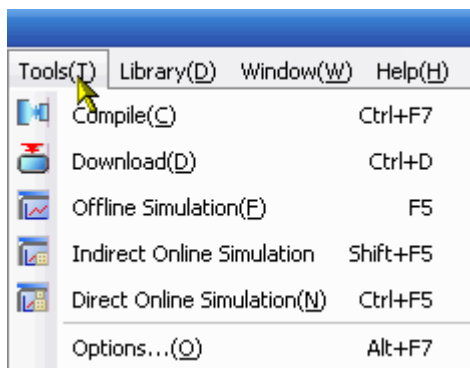 Tools(T) Library(D) Window(W) Help(H)
Compile(C) Ctrl+F7
Download(D) Ctrl+D
Offline Simulation(F) F5
Indirect Online Simulation Shift+F5
Direct Online Simulation(N) Ctrl+F5
Options...(O) Alt+F7